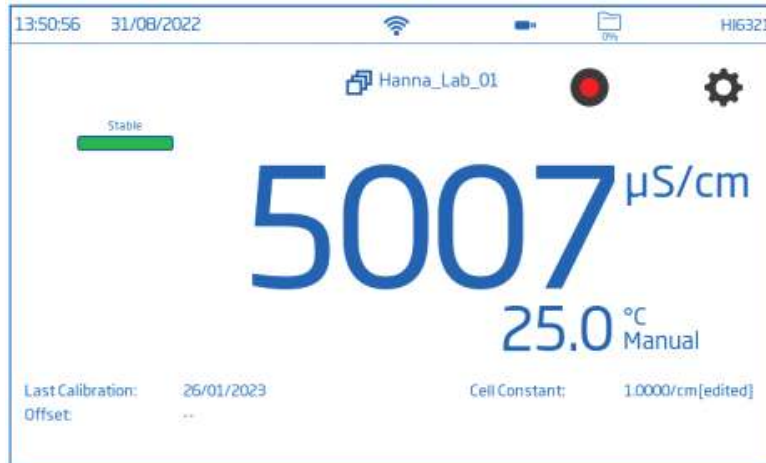 13:50:56 31/08/2022 0% HI6321
Hanna_Lab_01
Stable
5007 µS/cm
25.0 °C
Manual
Last Calibration: 26/01/2023 Cell Constant: 1.0000/cm[edited]
Offset: --